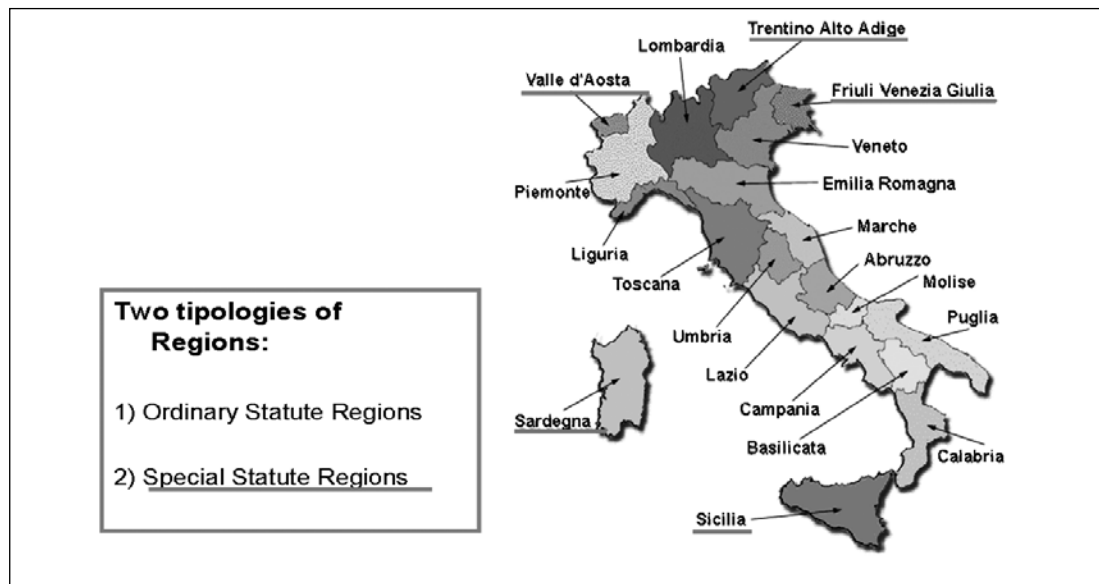 Trentino Alto Adige
Lombardia
Valle d'Aosta
Friuli Venezia Giulia
Veneto
Piemonte
Emilia Romagna
Marche
Liguria
Abruzzo
Toscana
Molise
Umbria
Puglia
Lazio
Campania
Sardegna
Basilicata
Calabria
Sicilia
Two tipologies of
Regions:
1) Ordinary Statute Regions
2) Special Statute Regions